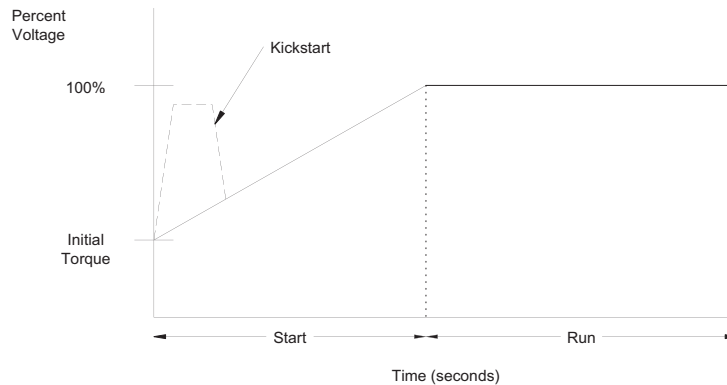 Percent
Voltage
Kickstart
100%
Initial
Torque
Start
Run
Time (seconds)